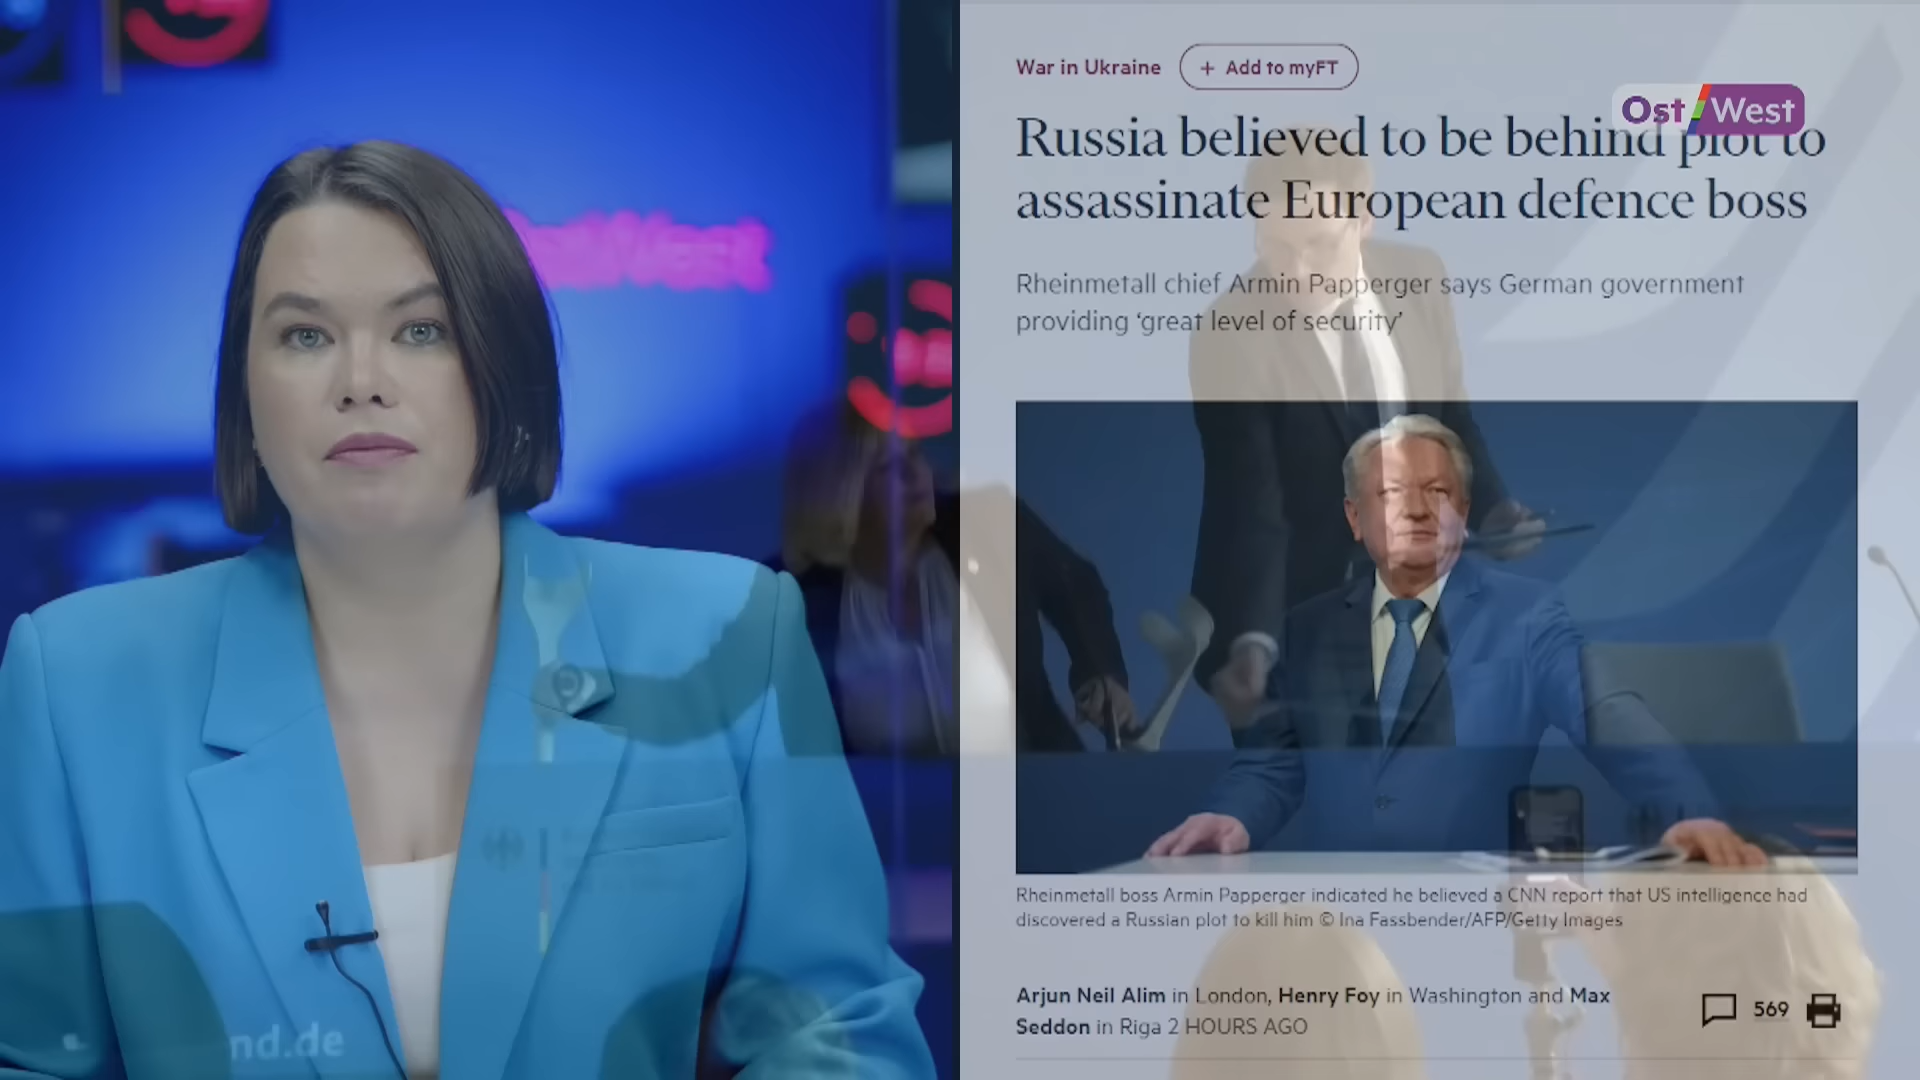 War in Ukraine
+ Add to myFT
Ost/West
Russia believed to be behind plot to
assassinate European defence boss
Rheinmetall chief Armin Papperger says German government
providing ‘great level of security’
OstWest
Rheinmetall boss Armin Papperger indicated he believed a CNN report that US intelligence had
discovered a Russian plot to kill him © Ina Fassbender/AFP/Getty Images
Arjun Neil Alim in London, Henry Foy in Washington and Max
Seddon in Riga 2 HOURS AGO
569
nd.de